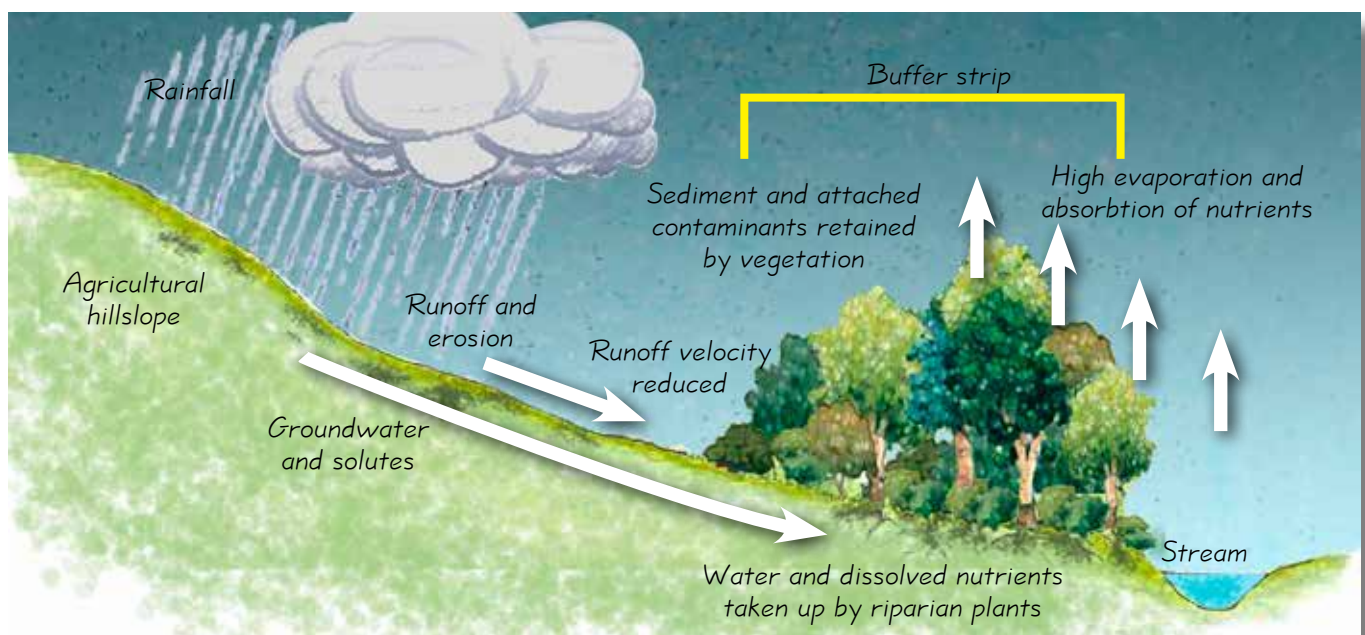 Rainfall
Buffer strip
Sediment and attached
contaminants retained
by vegetation
High evaporation and
absorbtion of nutrients
Agricultural
hillslope
Runoff and
erosion
Runoff velocity
reduced
Groundwater
and solutes
Stream
Water and dissolved nutrients
taken up by riparian plants